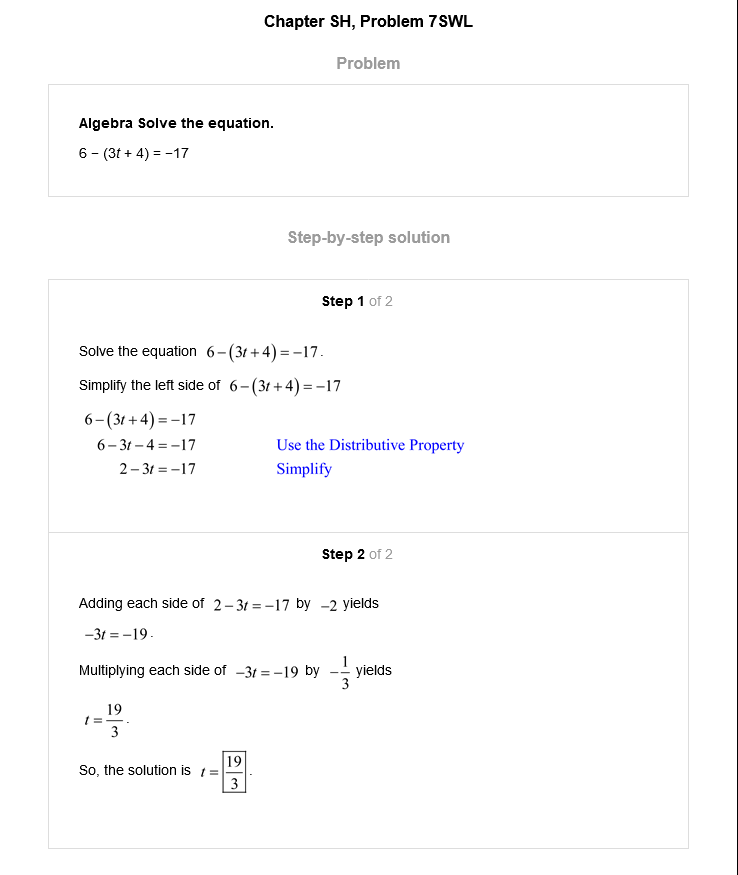 Chapter SH, Problem 7SWL
Problem
Algebra Solve the equation.
6 − (3t + 4) = −17
Step-by-step solution
Step 1 of 2
Solve the equation 6−(3t+4)=−17.
Simplify the left side of 6−(3t+4)=−17
6−(3t+4)=−17
6−3t−4=−17 Use the Distributive Property
2−3t=−17 Simplify
Step 2 of 2
Adding each side of 2−3t=−17 by −2 yields
−3t=−19.
Multiplying each side of −3t=−19 by −1/3 yields
t=19/3.
So, the solution is t=19/3.